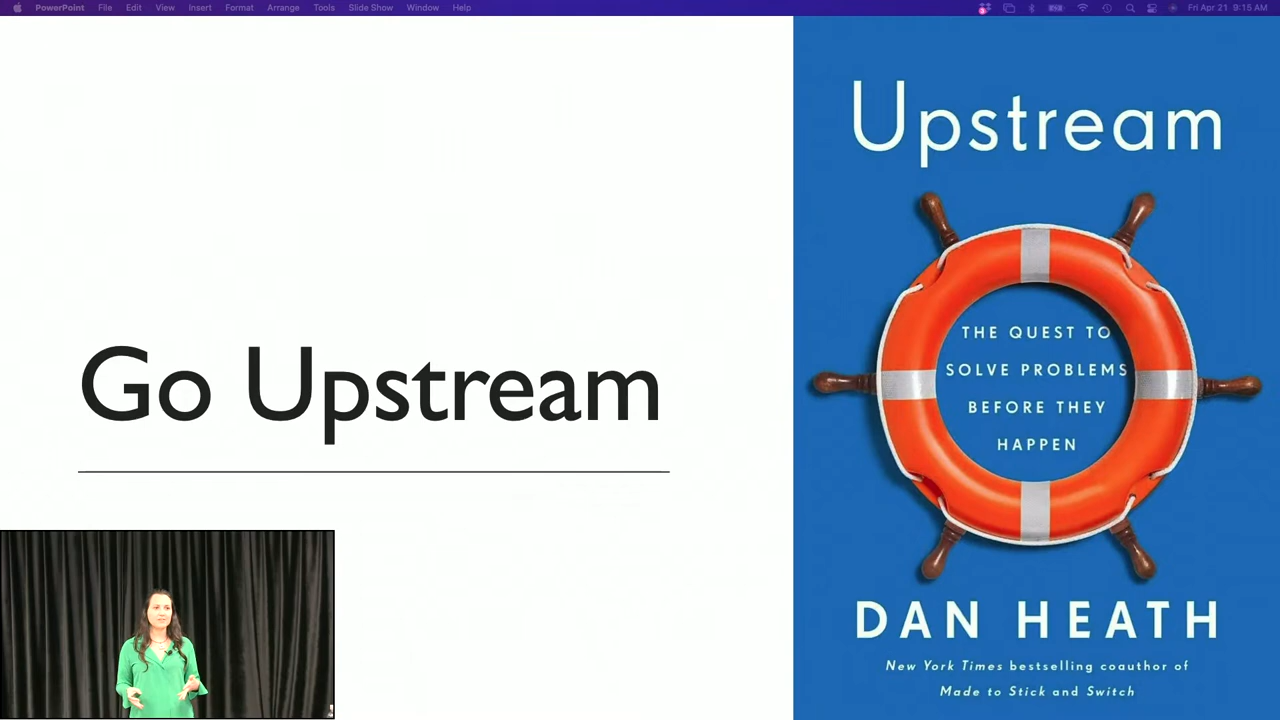 PowerPoint File Edit View Insert Format Arrange Tools Slide Show Window Help Fri Apr 21 9:15 AM
Go Upstream
Upstream
THE QUEST TO
SOLVE PROBLEMS
BEFORE THEY
HAPPEN
DAN HEATH
New York Times bestselling coauthor of
Made to Stick and Switch